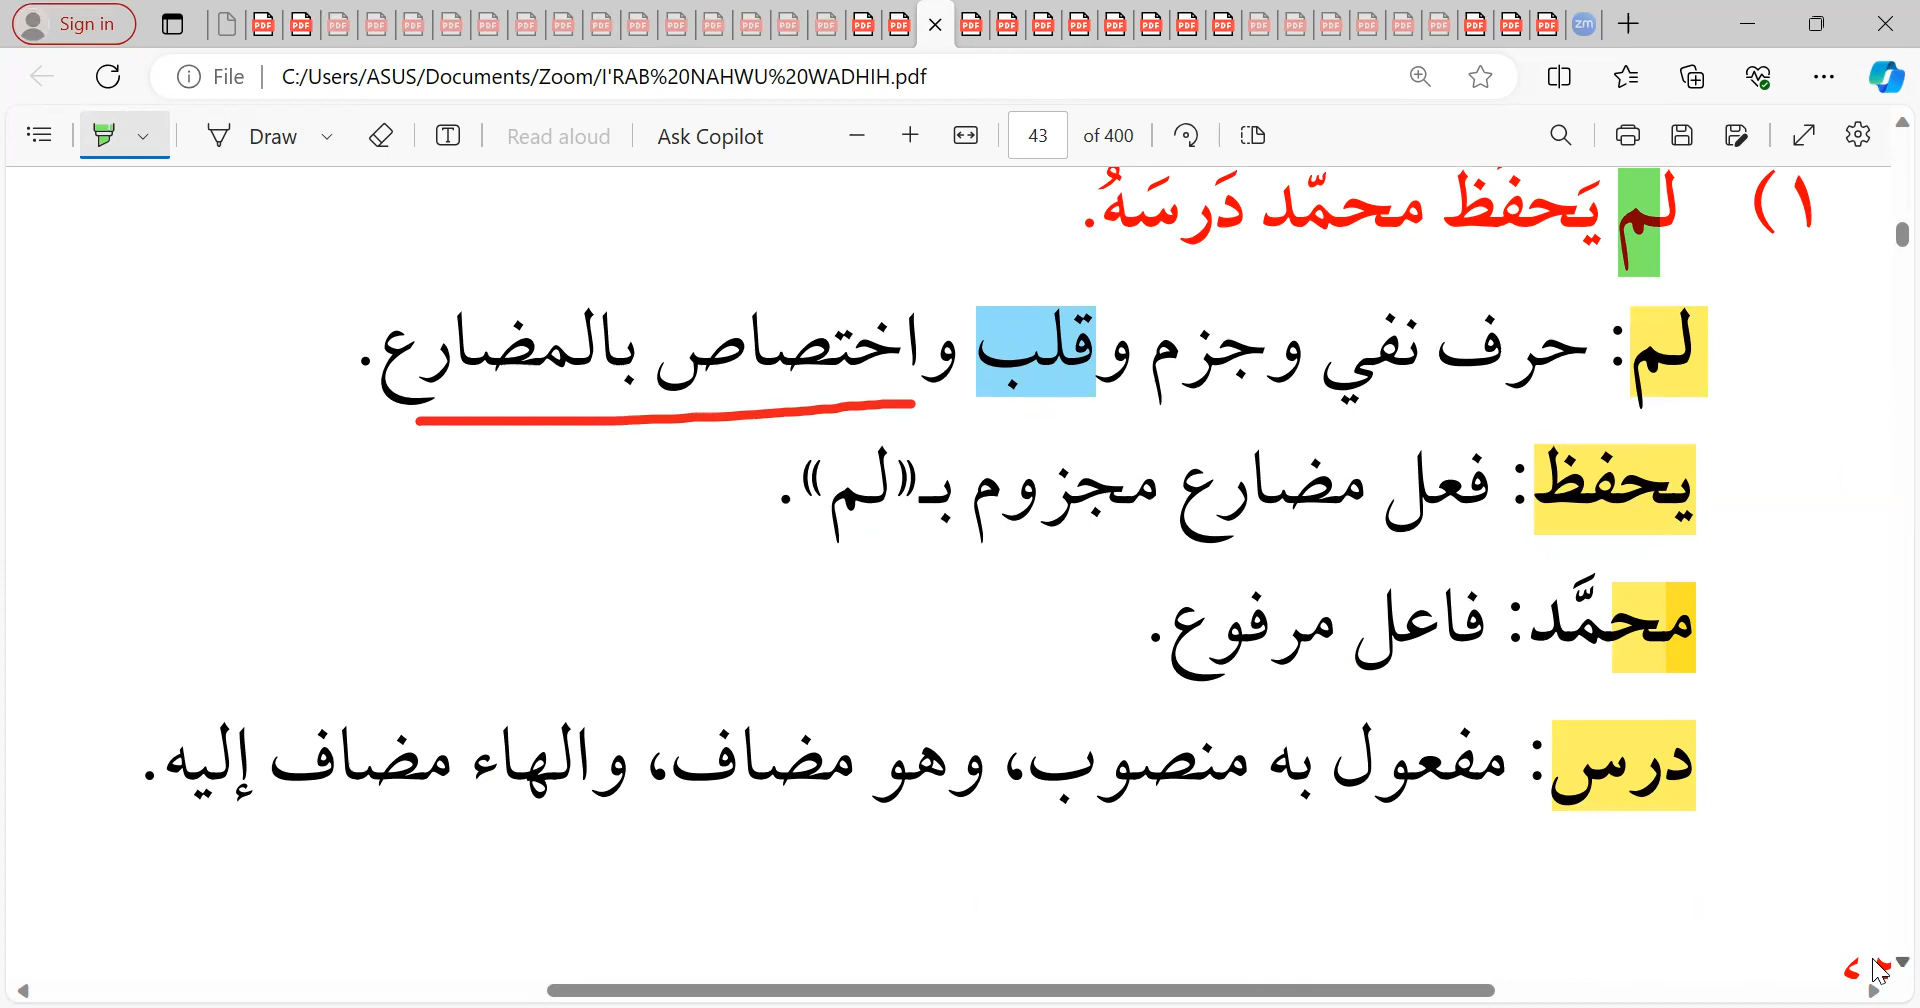 Sign in
zm
File C:/Users/ASUS/Documents/Zoom/I'RAB%20NAHWU%20WADHIH.pdf
Draw Read aloud Ask Copilot 43 of 400
١) لم يَحفَظ محمّد دَرسَهُ.
لم: حرف نفي وجزم وقلب واختصاص بالمضارع.
يحفظ: فعل مضارع مجزوم بـ«لم».
محمَّد: فاعل مرفوع.
درس: مفعول به منصوب، وهو مضاف، والهاء مضاف إليه.